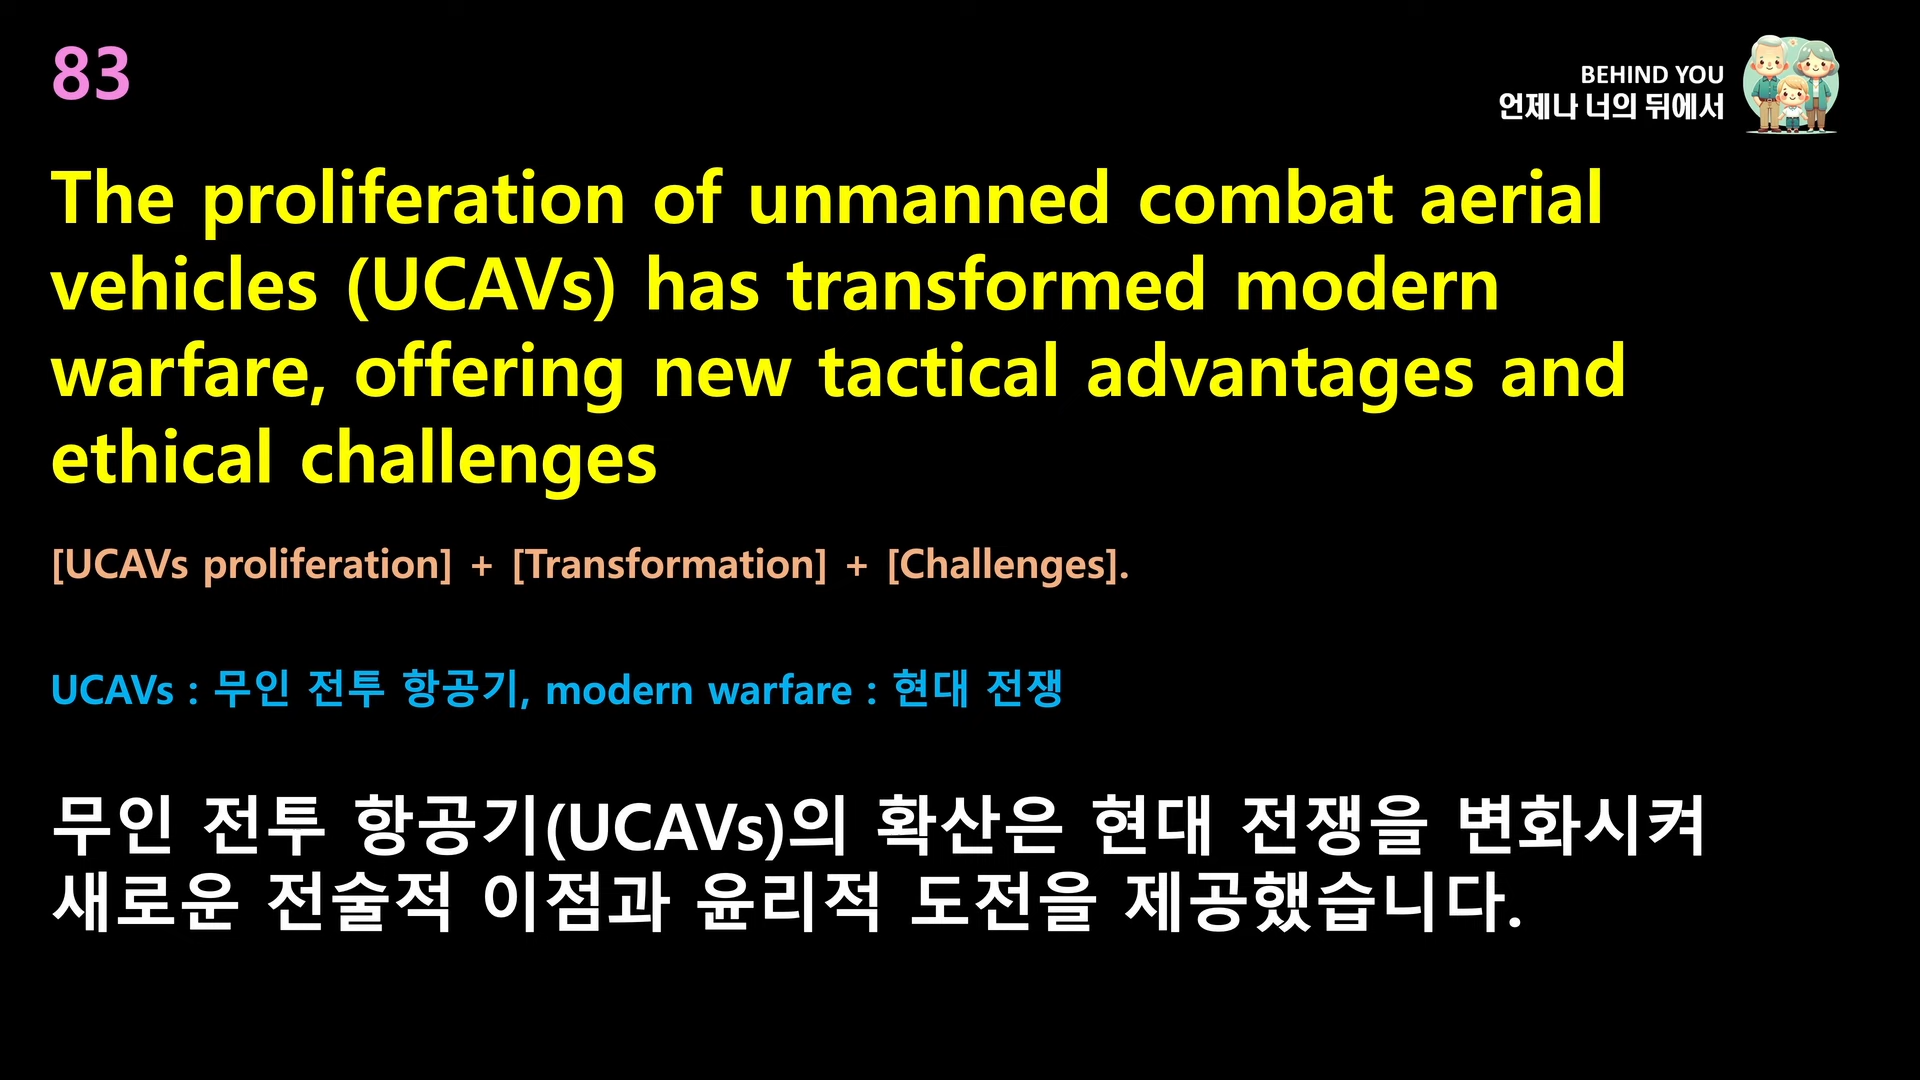 83
BEHIND YOU
언제나 너의 뒤에서
The proliferation of unmanned combat aerial
vehicles (UCAVs) has transformed modern
warfare, offering new tactical advantages and
ethical challenges
[UCAVs proliferation] + [Transformation] + [Challenges].
UCAVs : 무인 전투 항공기, modern warfare : 현대 전쟁
무인 전투 항공기(UCAVs)의 확산은 현대 전쟁을 변화시켜
새로운 전술적 이점과 윤리적 도전을 제공했습니다.